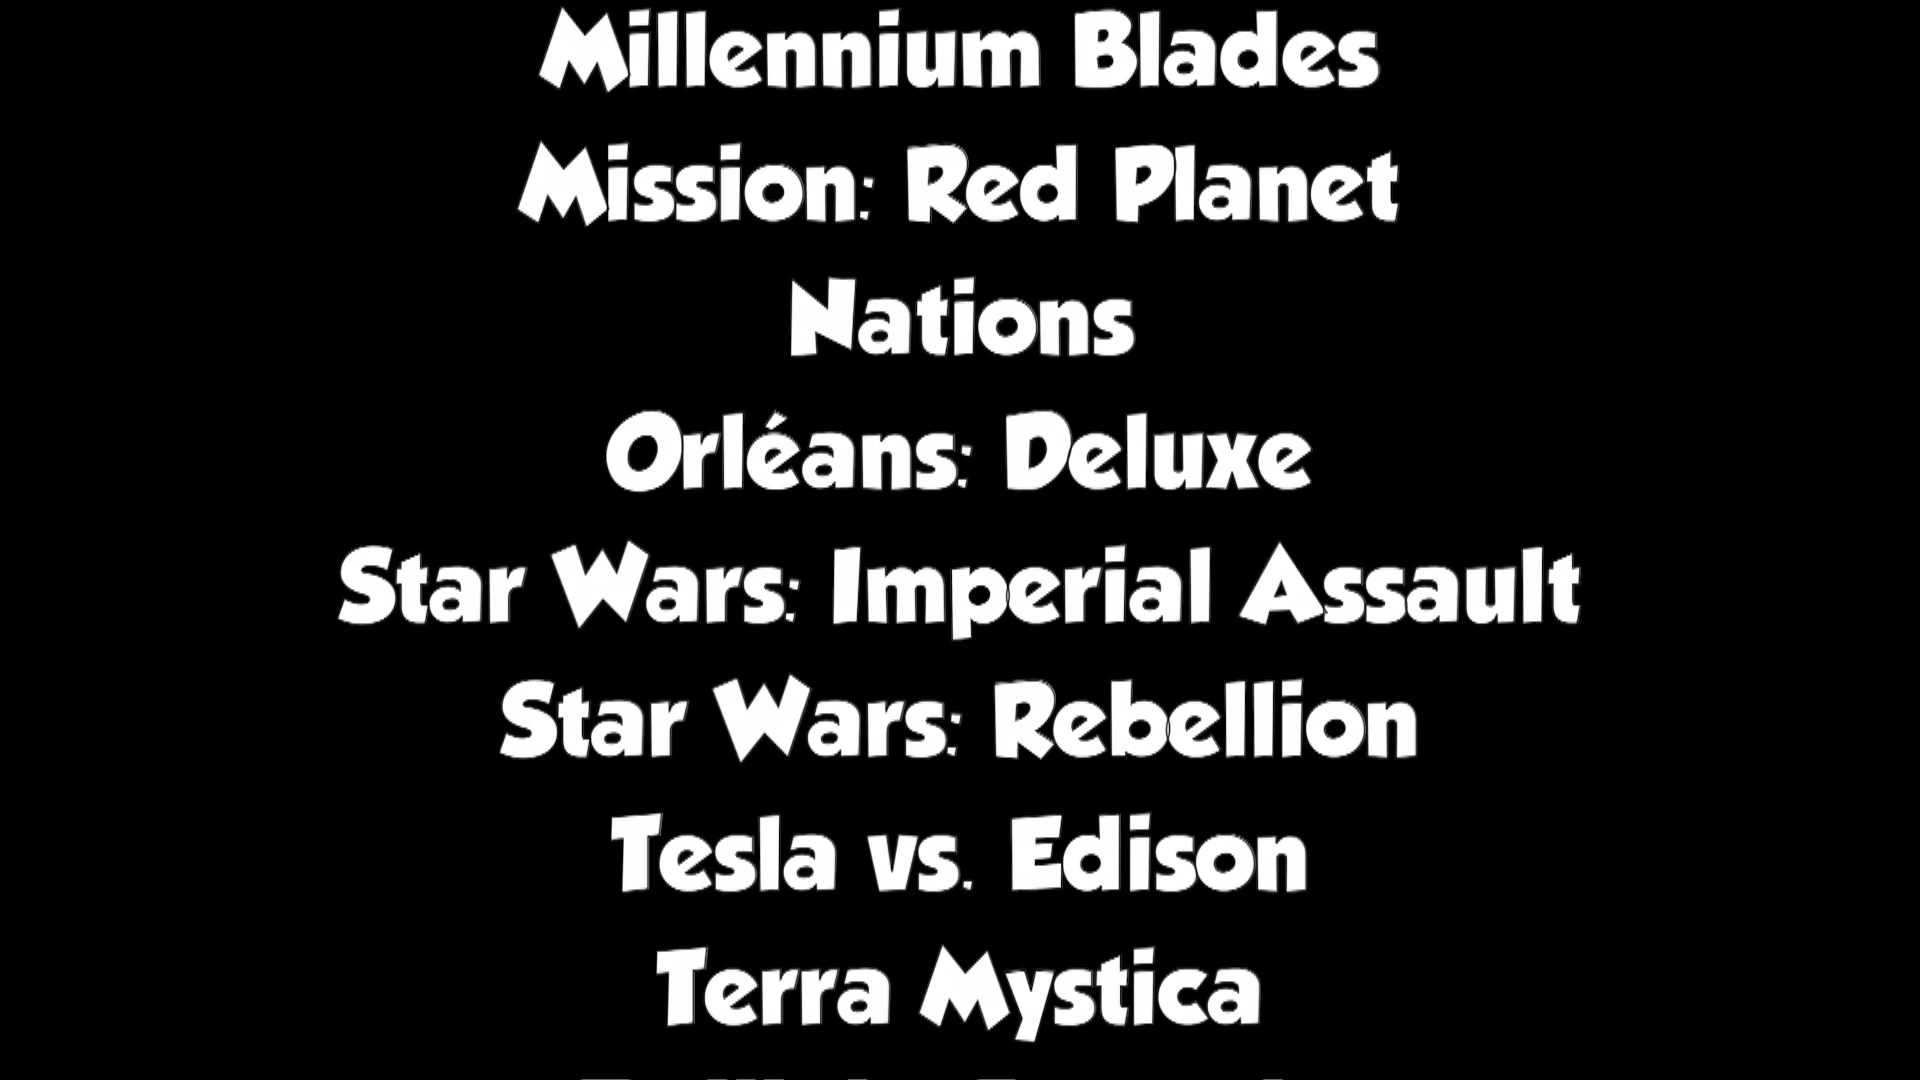 Millennium Blades
Mission: Red Planet
Nations
Orléans: Deluxe
Star Wars: Imperial Assault
Star Wars: Rebellion
Tesla vs. Edison
Terra Mystica